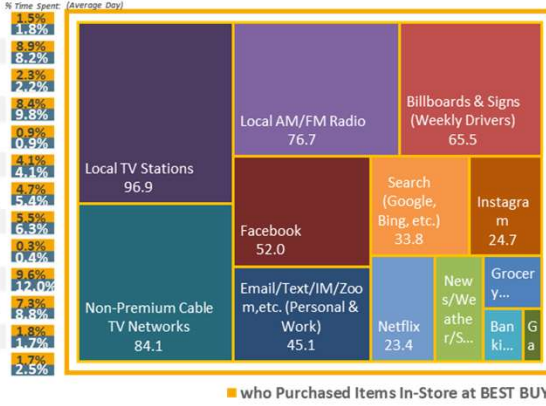 % Time Spent: (Average Day)
1.5%
1.8%
8.9%
8.2%
2.3%
2.2%
8.4%
9.8%
0.9%
0.9%
4.1%
4.1%
4.7%
5.4%
5.5%
6.3%
0.3%
0.4%
9.6%
12.0%
7.3%
8.8%
1.8%
1.7%
1.7%
2.5%
Local TV Stations
96.9
Non-Premium Cable
TV Networks
84.1
Local AM/FM Radio
76.7
Billboards & Signs
(Weekly Drivers)
65.5
Facebook
52.0
Email/Text/IM/Zoo
m,etc. (Personal &
Work)
45.1
Search
(Google,
Bing, etc.)
33.8
Instagra
m
24.7
Netflix
23.4
New
s/We
athe
r/S...
Grocer
y...
Ban
ki...
G
a
who Purchased Items In-Store at BEST BUY